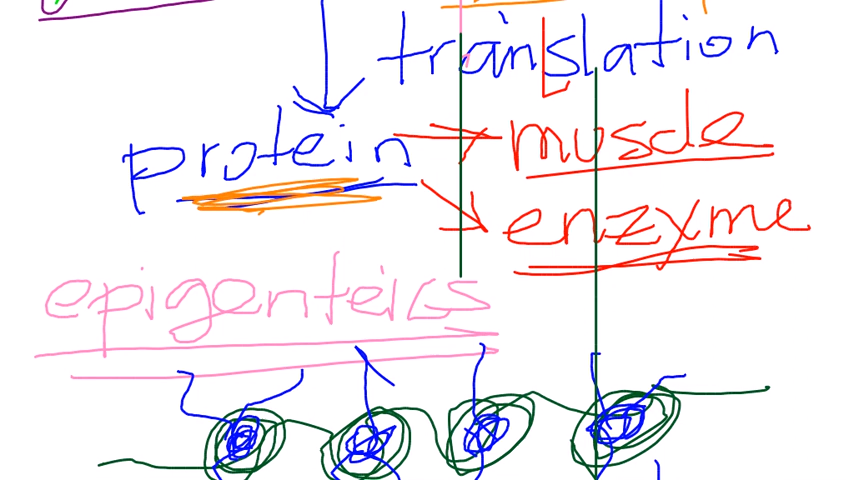 translation
protein muscle
enzyme
epigenteics